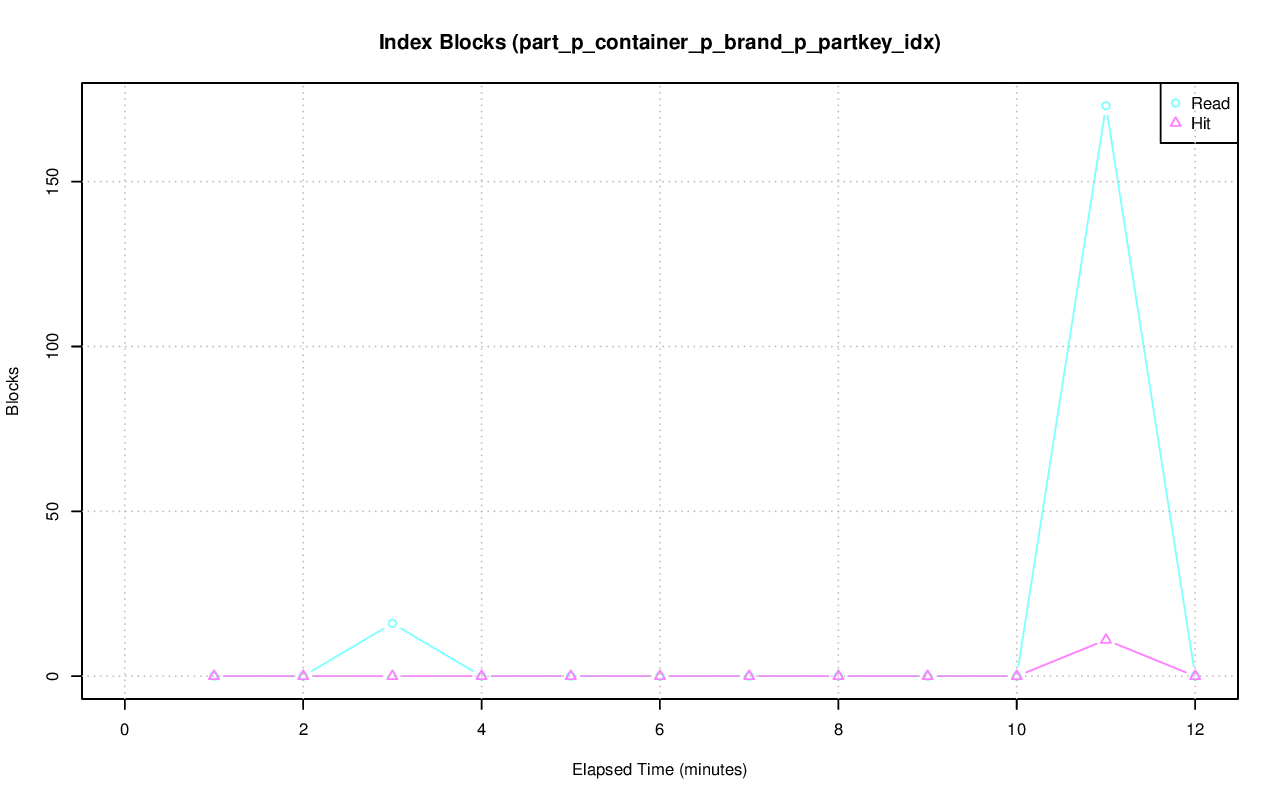 Index Blocks (part_p_container_p_brand_p_partkey_idx)
Read
Hit
150
100
50
0
Blocks
0 2 4 6 8 10 12
Elapsed Time (minutes)